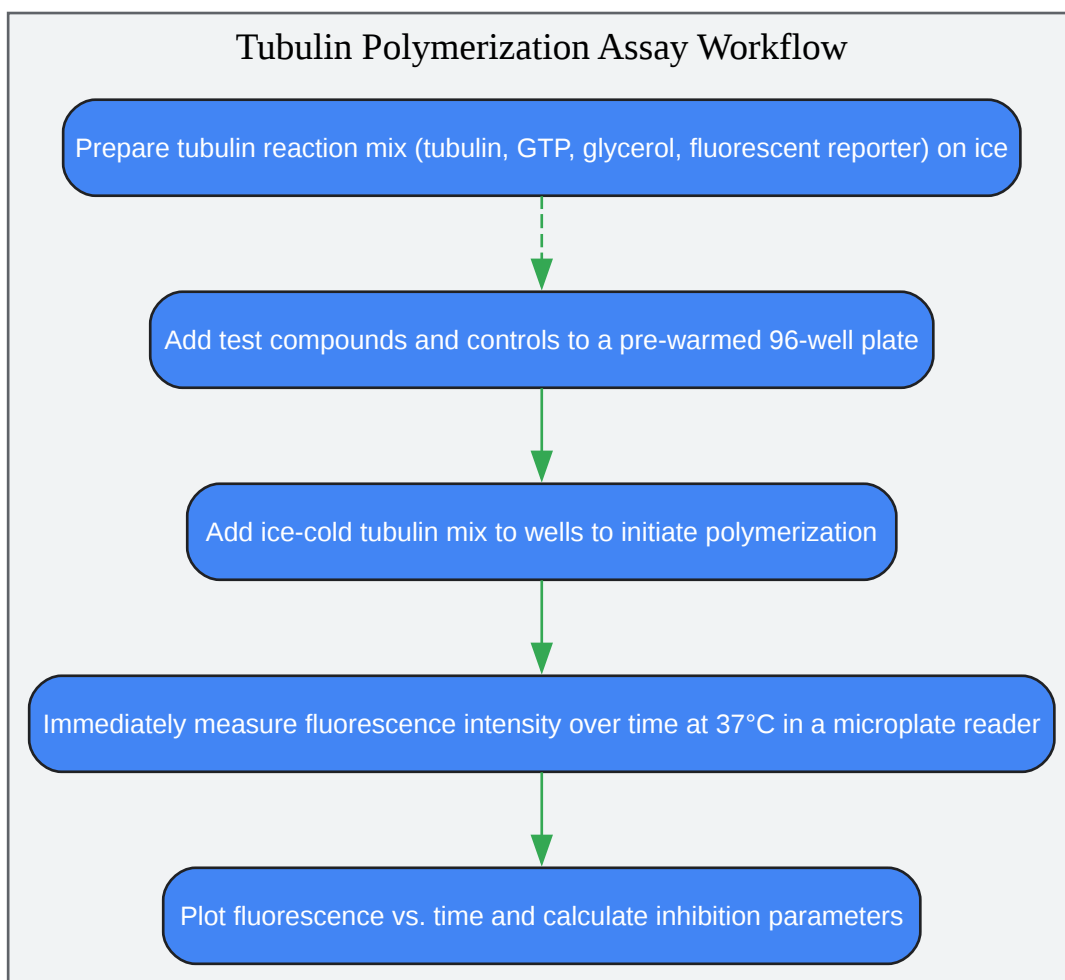 Tubulin Polymerization Assay Workflow
Prepare tubulin reaction mix (tubulin, GTP, glycerol, fluorescent reporter) on ice
Add test compounds and controls to a pre-warmed 96-well plate
Add ice-cold tubulin mix to wells to initiate polymerization
Immediately measure fluorescence intensity over time at 37°C in a microplate reader
Plot fluorescence vs. time and calculate inhibition parameters